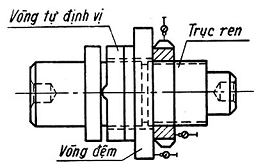 Vòng tự định vị
Trục ren
Vòng đệm